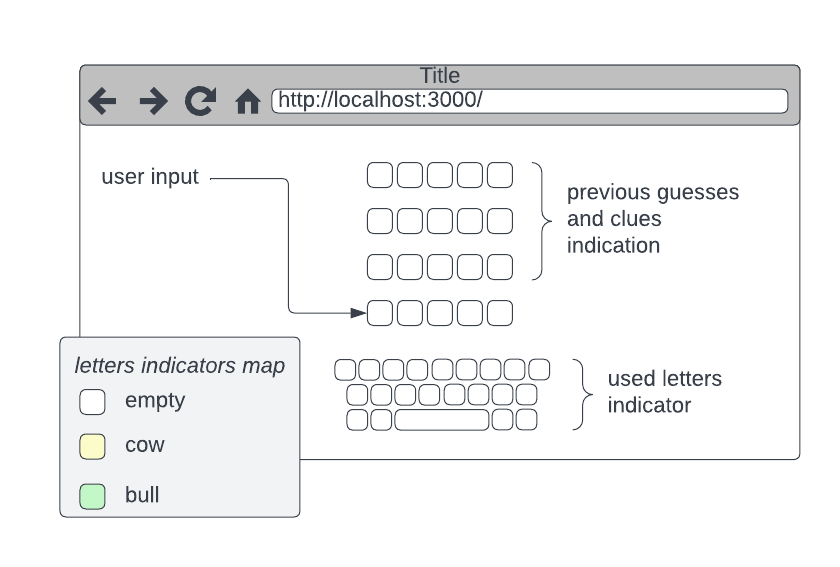 Title
http://localhost:3000/
user input
previous guesses
and clues
indication
letters indicators map
empty
cow
bull
used letters
indicator